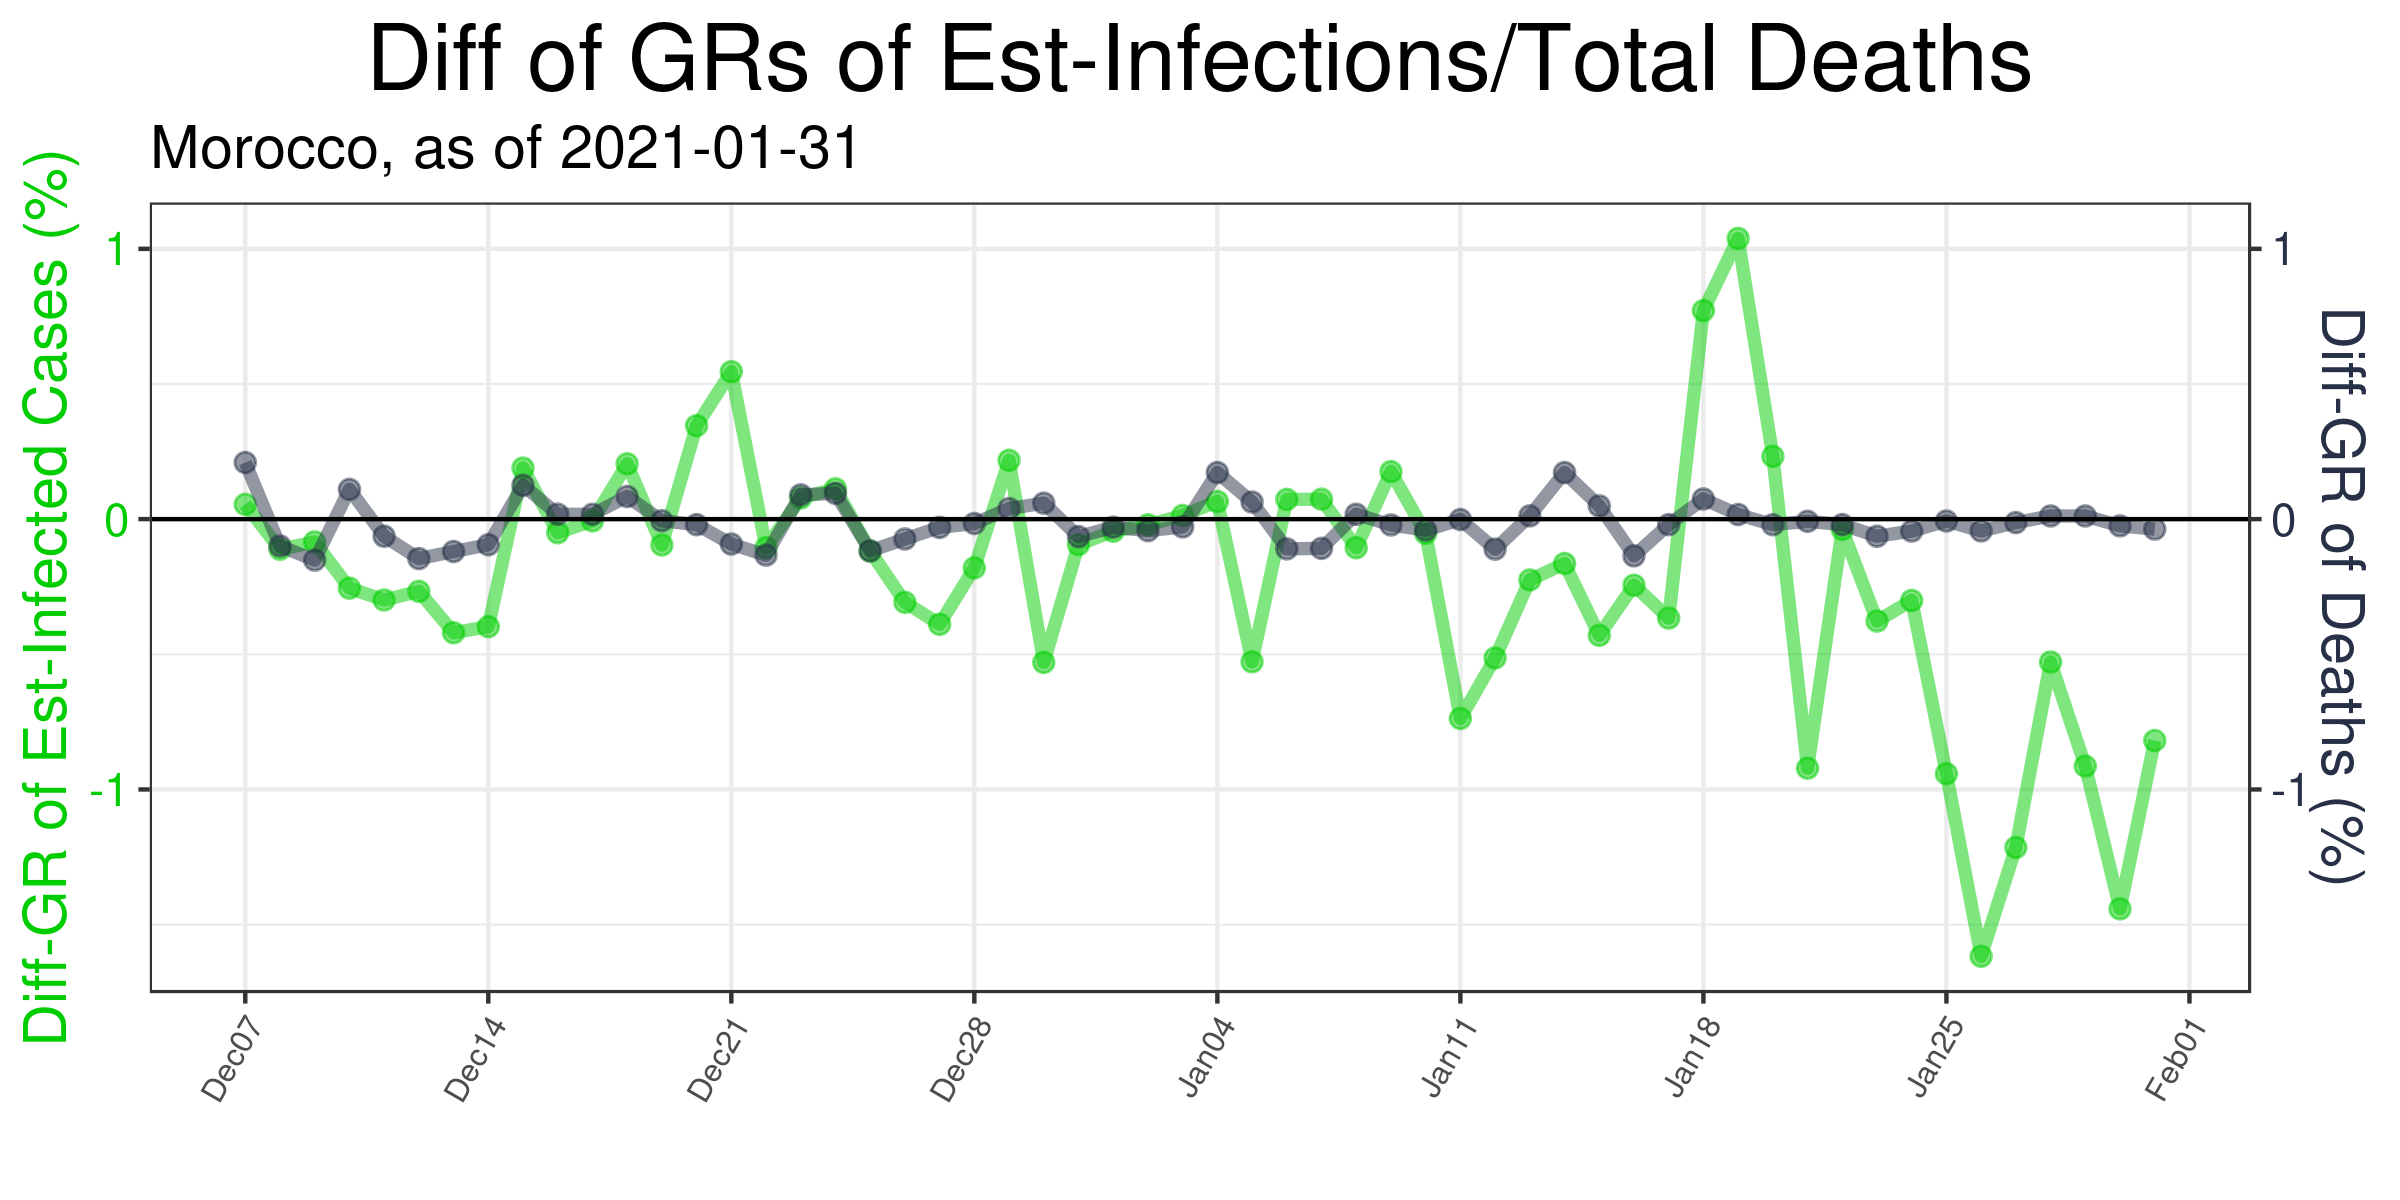 Diff of GRs of Est-Infections/Total Deaths
Morocco, as of 2021-01-31
Diff-GR of Est-Infected Cases (%)
1
0
-1
1
0
-1
Diff-GR of Deaths (%)
Dec07
Dec14
Dec21
Dec28
Jan04
Jan11
Jan18
Jan25
Feb01